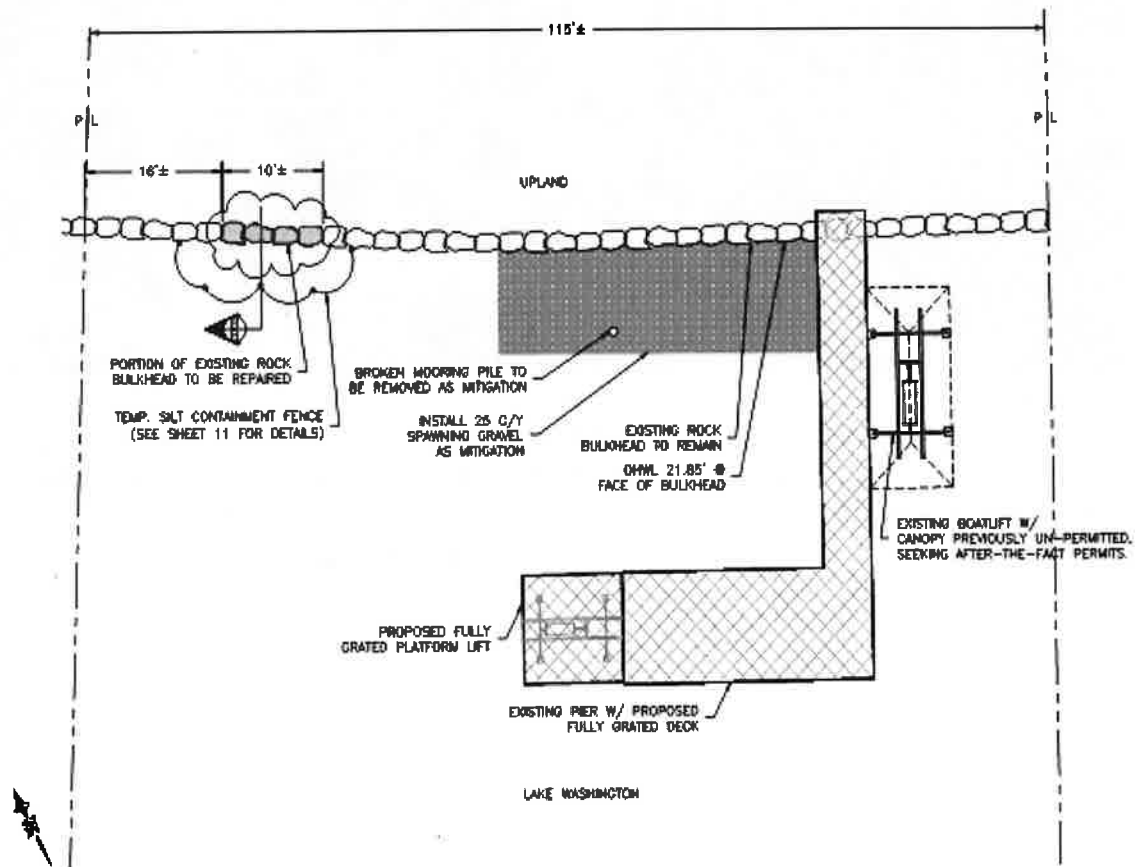 115'±
P L
P L
16'±
10'±
UPLAND
PORTION OF EXISTING ROCK
BULKHEAD TO BE REPAIRED
TEMP. SILT CONTAINMENT FENCE
(SEE SHEET 11 FOR DETAILS)
BROKEN MOORING PILE TO
BE REMOVED AS MITIGATION
INSTALL 25 C/Y
SPAWNING GRAVEL
AS MITIGATION
EXISTING ROCK
BULKHEAD TO REMAIN
OHWL 21.85' @
FACE OF BULKHEAD
EXISTING BOATLIFT W/
CANOPY PREVIOUSLY UN-PERMITTED.
SEEKING AFTER-THE-FACT PERMITS.
PROPOSED FULLY
GRATED PLATFORM LIFT
EXISTING PIER W/ PROPOSED
FULLY GRATED DECK
LAKE WASHINGTON